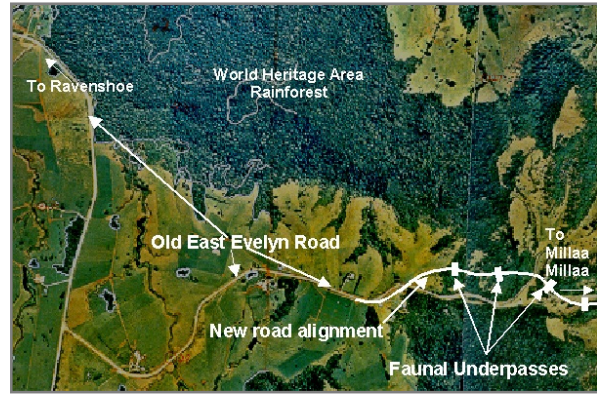 World Heritage Area
Rainforest
To Ravenshoe
Old East Evelyn Road
To
Millaa
Millaa
New road alignment
Faunal Underpasses